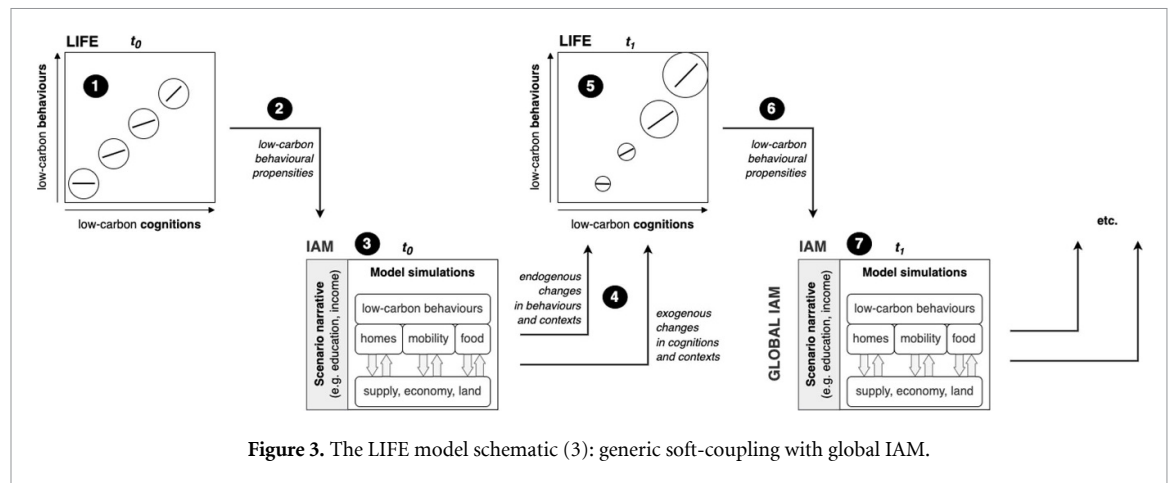 LIFE t0
1
low-carbon behaviours
low-carbon cognitions
2
low-carbon
behavioural
propensities
IAM 3 t0
Scenario narrative
(e.g. education, income)
Model simulations
low-carbon behaviours
homes mobility food
supply, economy, land
endogenous
changes
in behaviours
and contexts
4
exogenous
changes
in cognitions
and contexts
LIFE t1
5
low-carbon behaviours
low-carbon cognitions
6
low-carbon
behavioural
propensities
GLOBAL IAM
IAM 7 t1
Scenario narrative
(e.g. education, income)
Model simulations
low-carbon behaviours
homes mobility food
supply, economy, land
etc.
Figure 3. The LIFE model schematic (3): generic soft-coupling with global IAM.